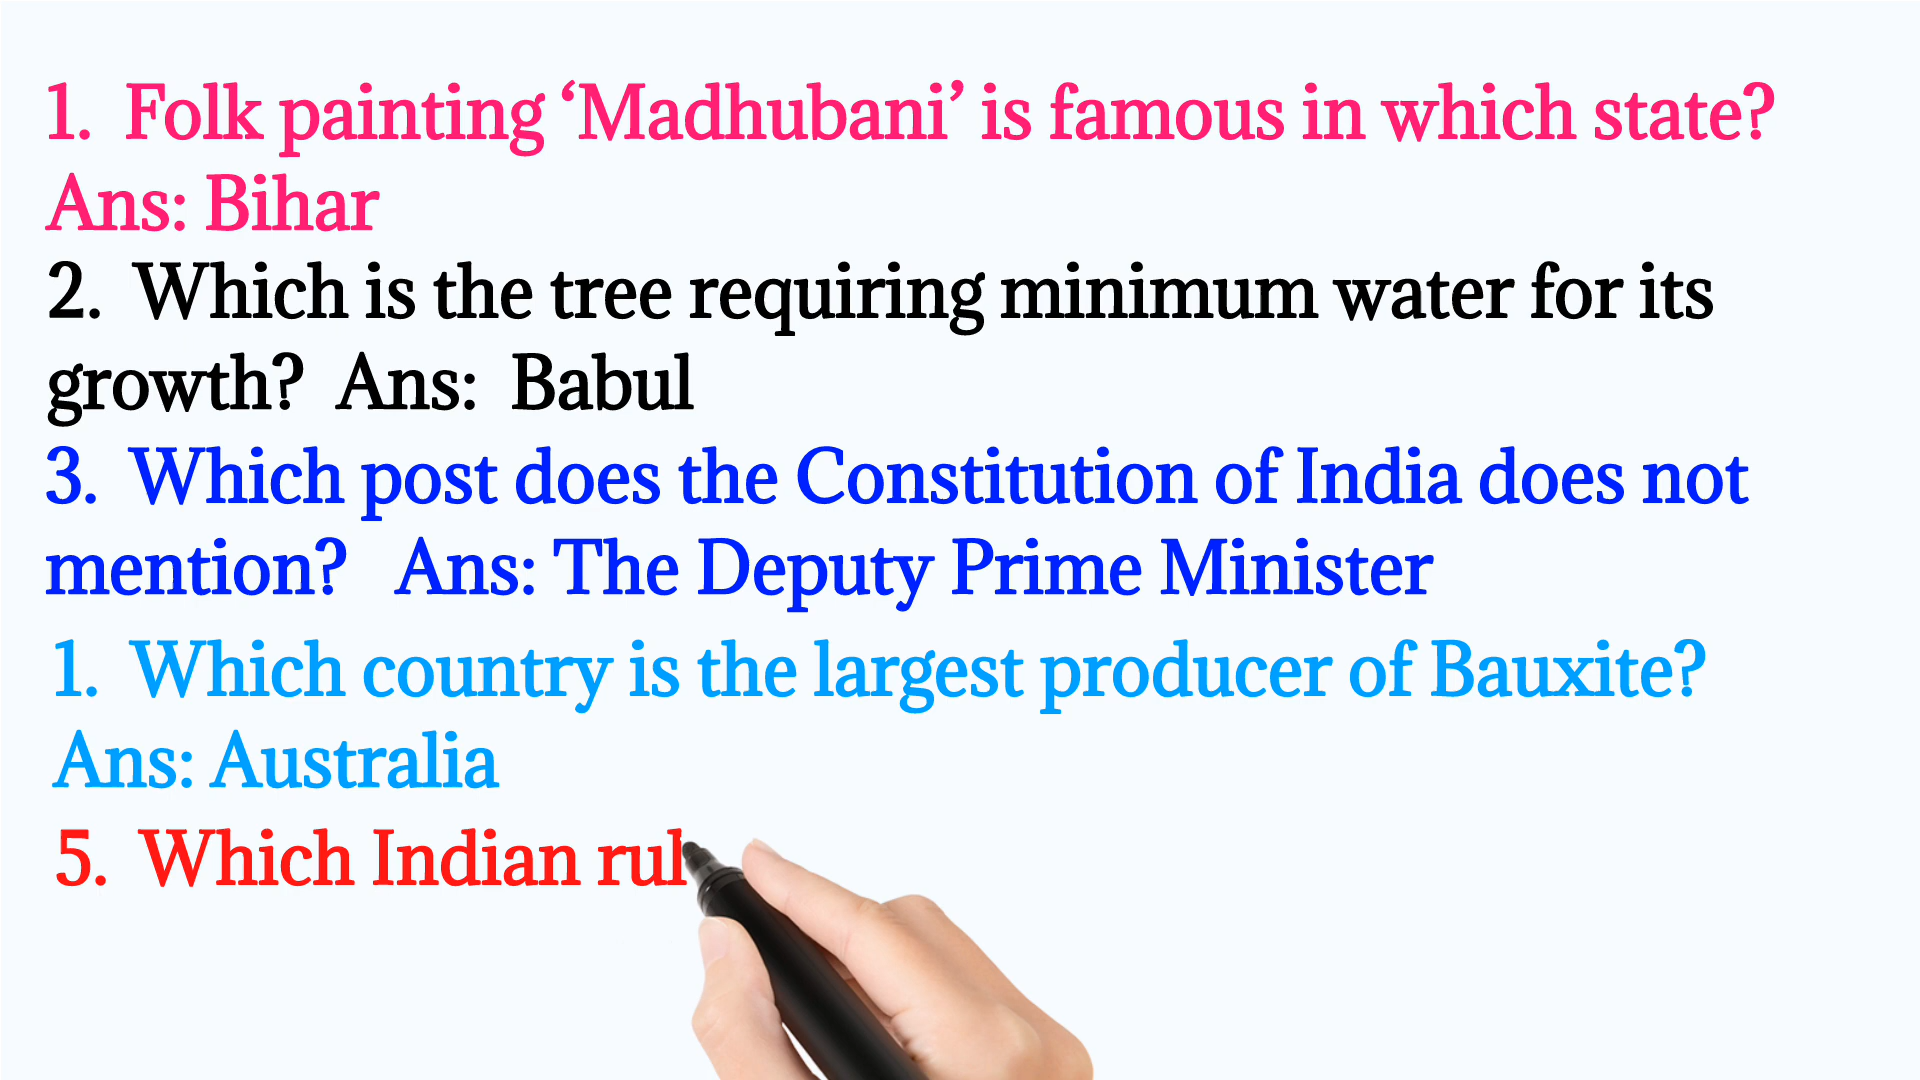 1. Folk painting ‘Madhubani’ is famous in which state?
Ans: Bihar
2. Which is the tree requiring minimum water for its
growth? Ans: Babul
3. Which post does the Constitution of India does not
mention? Ans: The Deputy Prime Minister
1. Which country is the largest producer of Bauxite?
Ans: Australia
5. Which Indian rul